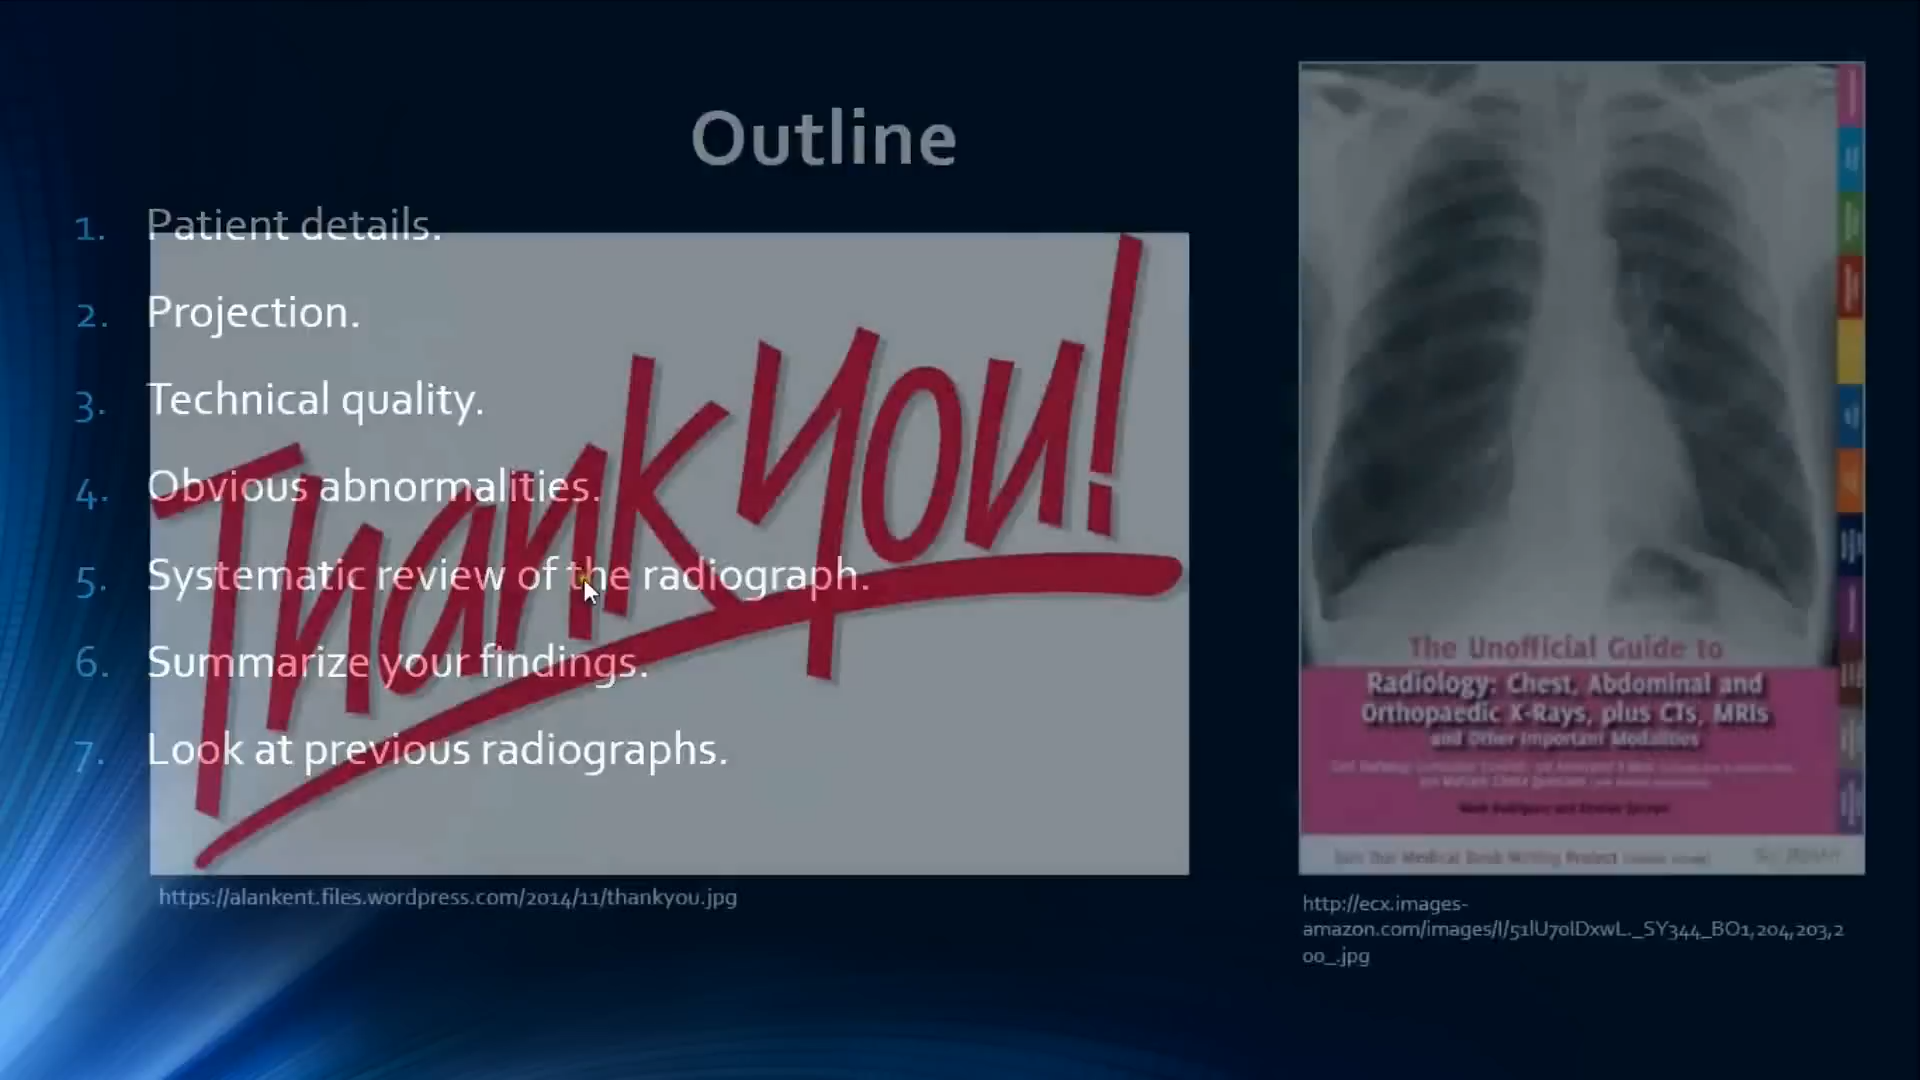 Outline
1. Patient details.
2. Projection.
3. Technical quality.
4. Obvious abnormalities.
5. Systematic review of the radiograph.
6. Summarize your findings.
7. Look at previous radiographs.
Thank you!
https://alankent.files.wordpress.com/2014/11/thankyou.jpg
The Unofficial Guide to
Radiology: Chest, Abdominal and
Orthopaedic X-Rays, plus CTs, MRIs
and Other Important Modalities
http://ecx.images-
amazon.com/images/I/51lU70lDxwL._SY344_BO1,204,203,2
00_.jpg